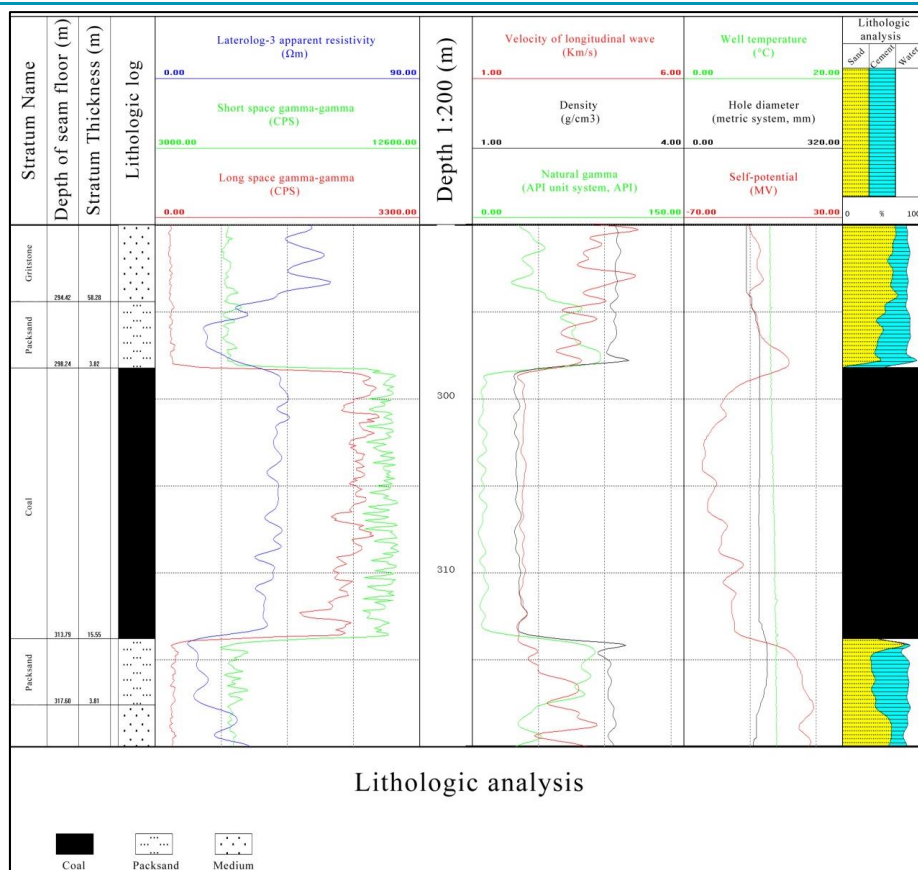 Stratum Name
Depth of seam floor (m)
Stratum Thickness (m)
Lithologic log
Laterolog-3 apparent resistivity
(Ωm)
0.00 90.00
Short space gamma-gamma
(CPS)
3000.00 12600.00
Long space gamma-gamma
(CPS)
0.00 3300.00
Depth 1:200 (m)
Velocity of longitudinal wave
(Km/s)
1.00 6.00
Density
(g/cm3)
1.00 4.00
Natural gamma
(API unit system, API)
0.00 150.00
Well temperature
(°C)
0.00 20.00
Hole diameter
(metric system, mm)
0.00 320.00
Self-potential
(MV)
-70.00 30.00
Lithologic
analysis
Sand
Cement
Water
0 % 100
Gritstone
294.42 58.28
Packsand
298.24 3.82
300
Coal
310
313.79 15.55
Packsand
317.60 3.81
Lithologic analysis
Coal Packsand Medium